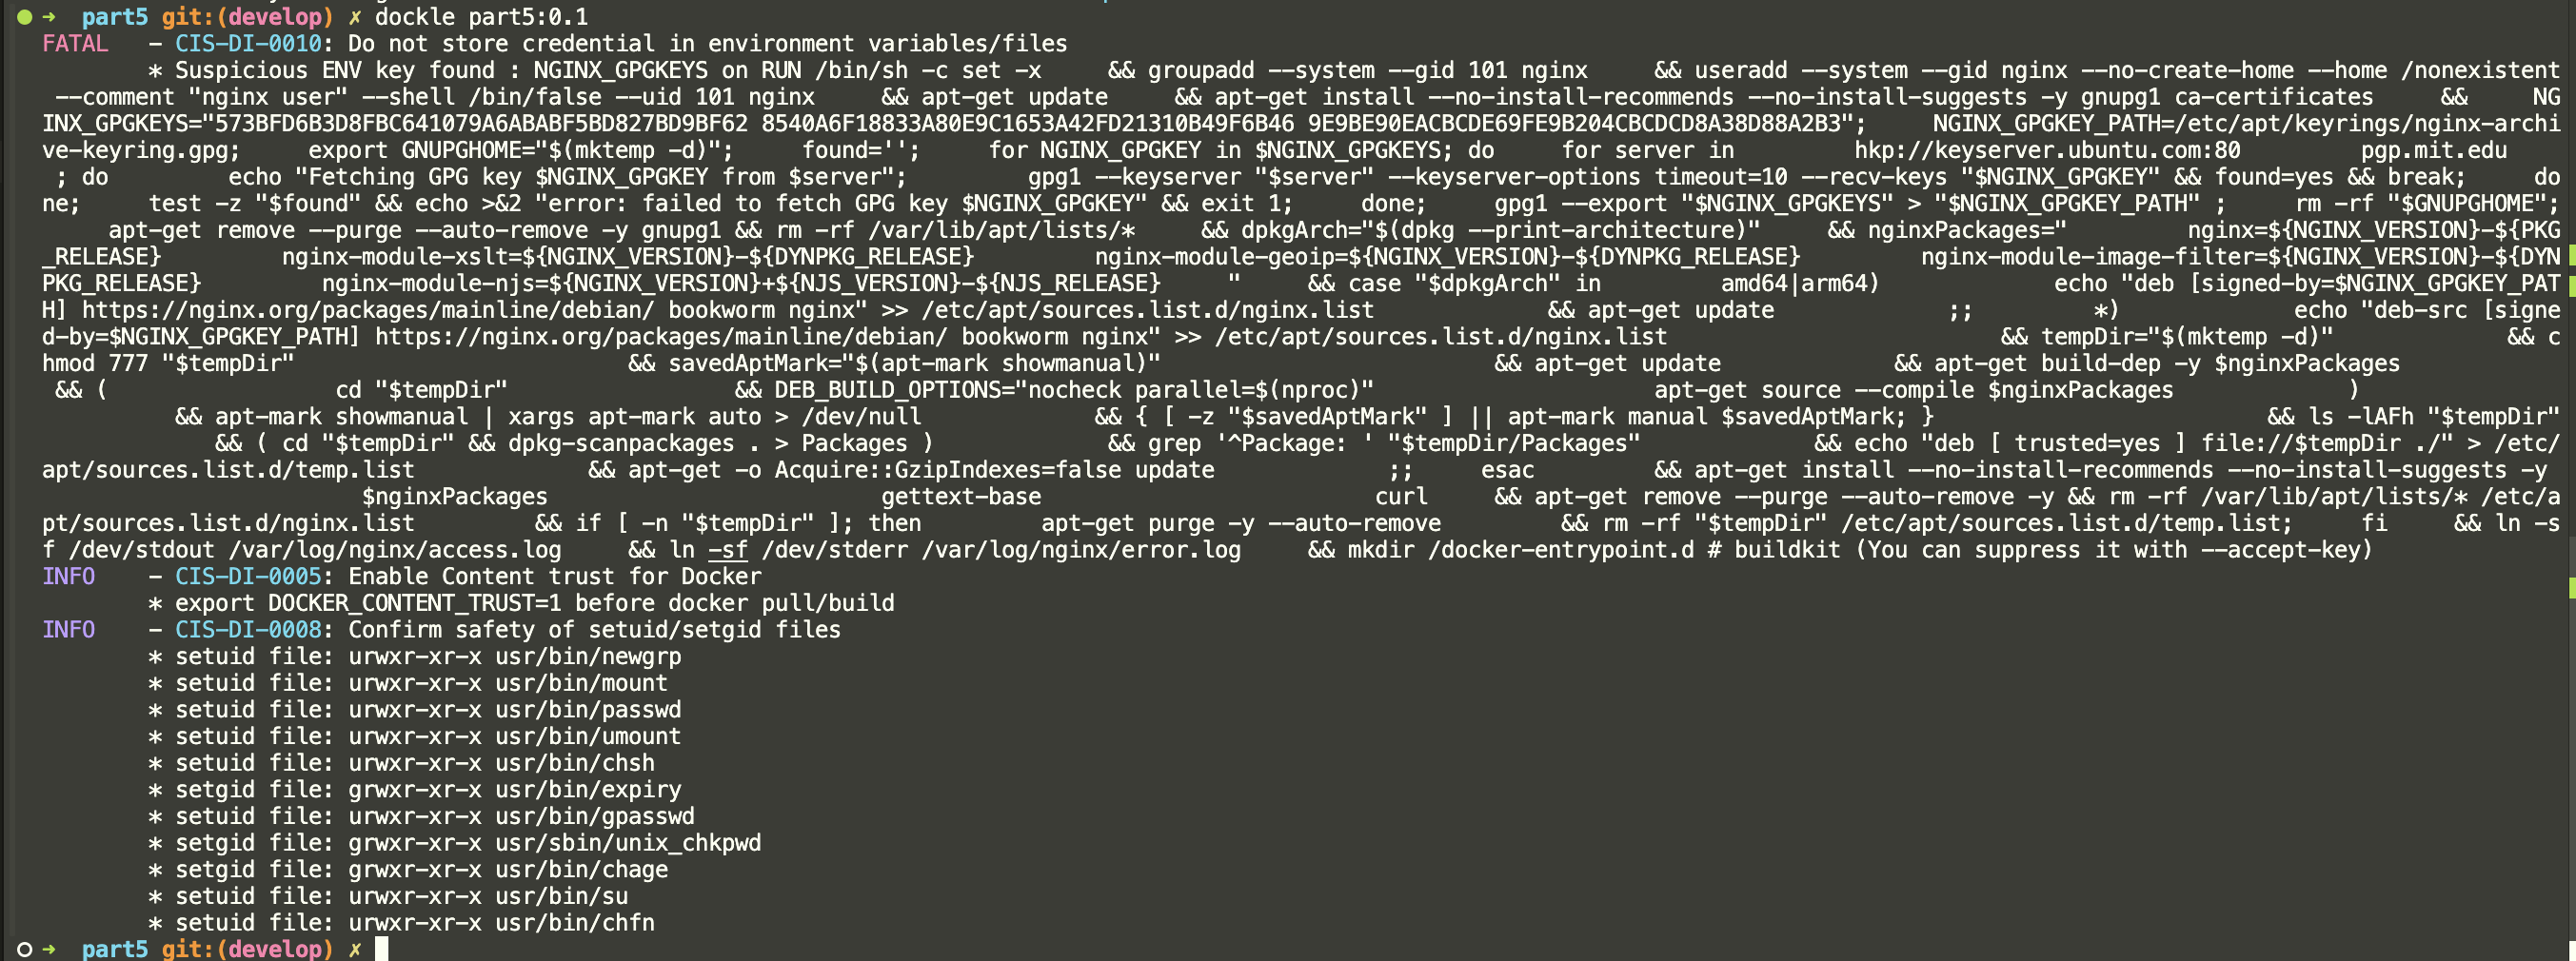 ➜  part5 git:(develop) ✗ dockle part5:0.1
FATAL   - CIS-DI-0010: Do not store credential in environment variables/files
        * Suspicious ENV key found : NGINX_GPGKEYS on RUN /bin/sh -c set -x     && groupadd --system --gid 101 nginx     && useradd --system --gid nginx --no-create-home --home /nonexistent
 --comment "nginx user" --shell /bin/false --uid 101 nginx     && apt-get update     && apt-get install --no-install-recommends --no-install-suggests -y gnupg1 ca-certificates     &&     NG
INX_GPGKEYS="573BFD6B3D8FBC641079A6ABABF5BD827BD9BF62 8540A6F18833A80E9C1653A42FD21310B49F6B46 9E9BE90EACBCDE69FE9B204CBCDCD8A38D88A2B3";     NGINX_GPGKEY_PATH=/etc/apt/keyrings/nginx-archi
ve-keyring.gpg;     export GNUPGHOME="$(mktemp -d)";     found='';     for NGINX_GPGKEY in $NGINX_GPGKEYS; do     for server in         hkp://keyserver.ubuntu.com:80         pgp.mit.edu    
 ; do         echo "Fetching GPG key $NGINX_GPGKEY from $server";         gpg1 --keyserver "$server" --keyserver-options timeout=10 --recv-keys "$NGINX_GPGKEY" && found=yes && break;     do
ne;     test -z "$found" && echo >&2 "error: failed to fetch GPG key $NGINX_GPGKEY" && exit 1;     done;     gpg1 --export "$NGINX_GPGKEYS" > "$NGINX_GPGKEY_PATH" ;     rm -rf "$GNUPGHOME";
     apt-get remove --purge --auto-remove -y gnupg1 && rm -rf /var/lib/apt/lists/*     && dpkgArch="$(dpkg --print-architecture)"     && nginxPackages="         nginx=${NGINX_VERSION}-${PKG
_RELEASE}         nginx-module-xslt=${NGINX_VERSION}-${DYNPKG_RELEASE}         nginx-module-geoip=${NGINX_VERSION}-${DYNPKG_RELEASE}         nginx-module-image-filter=${NGINX_VERSION}-${DYN
PKG_RELEASE}         nginx-module-njs=${NGINX_VERSION}+${NJS_VERSION}-${NJS_RELEASE}     "     && case "$dpkgArch" in         amd64|arm64)             echo "deb [signed-by=$NGINX_GPGKEY_PAT
H] https://nginx.org/packages/mainline/debian/ bookworm nginx" >> /etc/apt/sources.list.d/nginx.list             && apt-get update             ;;         *)             echo "deb-src [signe
d-by=$NGINX_GPGKEY_PATH] https://nginx.org/packages/mainline/debian/ bookworm nginx" >> /etc/apt/sources.list.d/nginx.list                         && tempDir="$(mktemp -d)"             && c
hmod 777 "$tempDir"                         && savedAptMark="$(apt-mark showmanual)"                         && apt-get update             && apt-get build-dep -y $nginxPackages
 && (                 cd "$tempDir"                 && DEB_BUILD_OPTIONS="nocheck parallel=$(nproc)"                     apt-get source --compile $nginxPackages             )
          && apt-mark showmanual | xargs apt-mark auto > /dev/null             && { [ -z "$savedAptMark" ] || apt-mark manual $savedAptMark; }                         && ls -lAFh "$tempDir"
             && ( cd "$tempDir" && dpkg-scanpackages . > Packages )             && grep '^Package: ' "$tempDir/Packages"             && echo "deb [ trusted=yes ] file://$tempDir ./" > /etc/
apt/sources.list.d/temp.list             && apt-get -o Acquire::GzipIndexes=false update             ;;     esac         && apt-get install --no-install-recommends --no-install-suggests -y
                        $nginxPackages                         gettext-base                         curl     && apt-get remove --purge --auto-remove -y && rm -rf /var/lib/apt/lists/* /etc/a
pt/sources.list.d/nginx.list         && if [ -n "$tempDir" ]; then         apt-get purge -y --auto-remove         && rm -rf "$tempDir" /etc/apt/sources.list.d/temp.list;     fi     && ln -s
f /dev/stdout /var/log/nginx/access.log     && ln -sf /dev/stderr /var/log/nginx/error.log     && mkdir /docker-entrypoint.d # buildkit (You can suppress it with --accept-key)
INFO    - CIS-DI-0005: Enable Content trust for Docker
        * export DOCKER_CONTENT_TRUST=1 before docker pull/build
INFO    - CIS-DI-0008: Confirm safety of setuid/setgid files
        * setuid file: urwxr-xr-x usr/bin/newgrp
        * setuid file: urwxr-xr-x usr/bin/mount
        * setuid file: urwxr-xr-x usr/bin/passwd
        * setuid file: urwxr-xr-x usr/bin/umount
        * setuid file: urwxr-xr-x usr/bin/chsh
        * setgid file: grwxr-xr-x usr/bin/expiry
        * setuid file: urwxr-xr-x usr/bin/gpasswd
        * setgid file: grwxr-xr-x usr/sbin/unix_chkpwd
        * setgid file: grwxr-xr-x usr/bin/chage
        * setuid file: urwxr-xr-x usr/bin/su
        * setuid file: urwxr-xr-x usr/bin/chfn
➜  part5 git:(develop) ✗